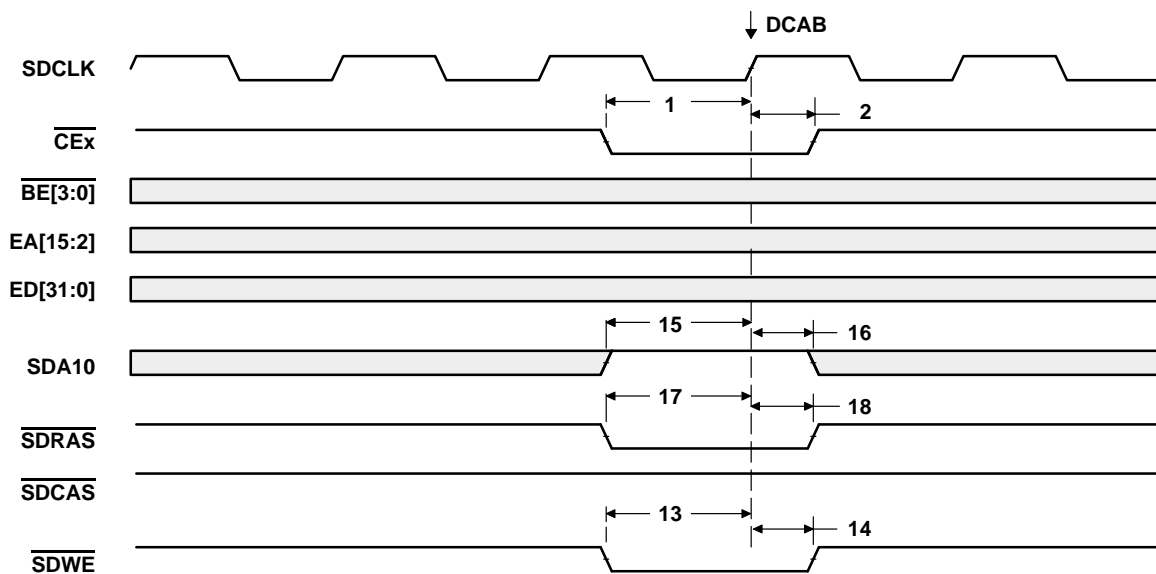 DCAB
SDCLK
1
2
CEx
BE[3:0]
EA[15:2]
ED[31:0]
15
16
SDA10
17
18
SDRAS
SDCAS
13
14
SDWE